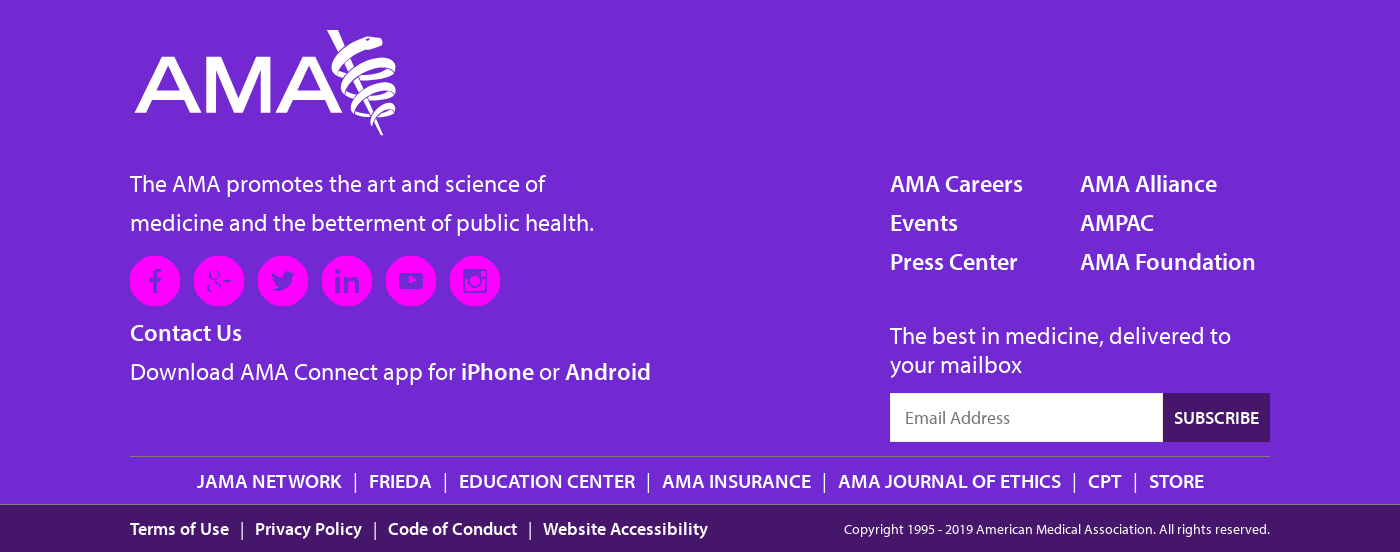 AMA
The AMA promotes the art and science of
medicine and the betterment of public health.
Contact Us
Download AMA Connect app for iPhone or Android
AMA Careers
Events
Press Center
AMA Alliance
AMPAC
AMA Foundation
The best in medicine, delivered to
your mailbox
Email Address
SUBSCRIBE
JAMA NETWORK | FRIEDA | EDUCATION CENTER | AMA INSURANCE | AMA JOURNAL OF ETHICS | CPT | STORE
Terms of Use | Privacy Policy | Code of Conduct | Website Accessibility
Copyright 1995 - 2019 American Medical Association. All rights reserved.